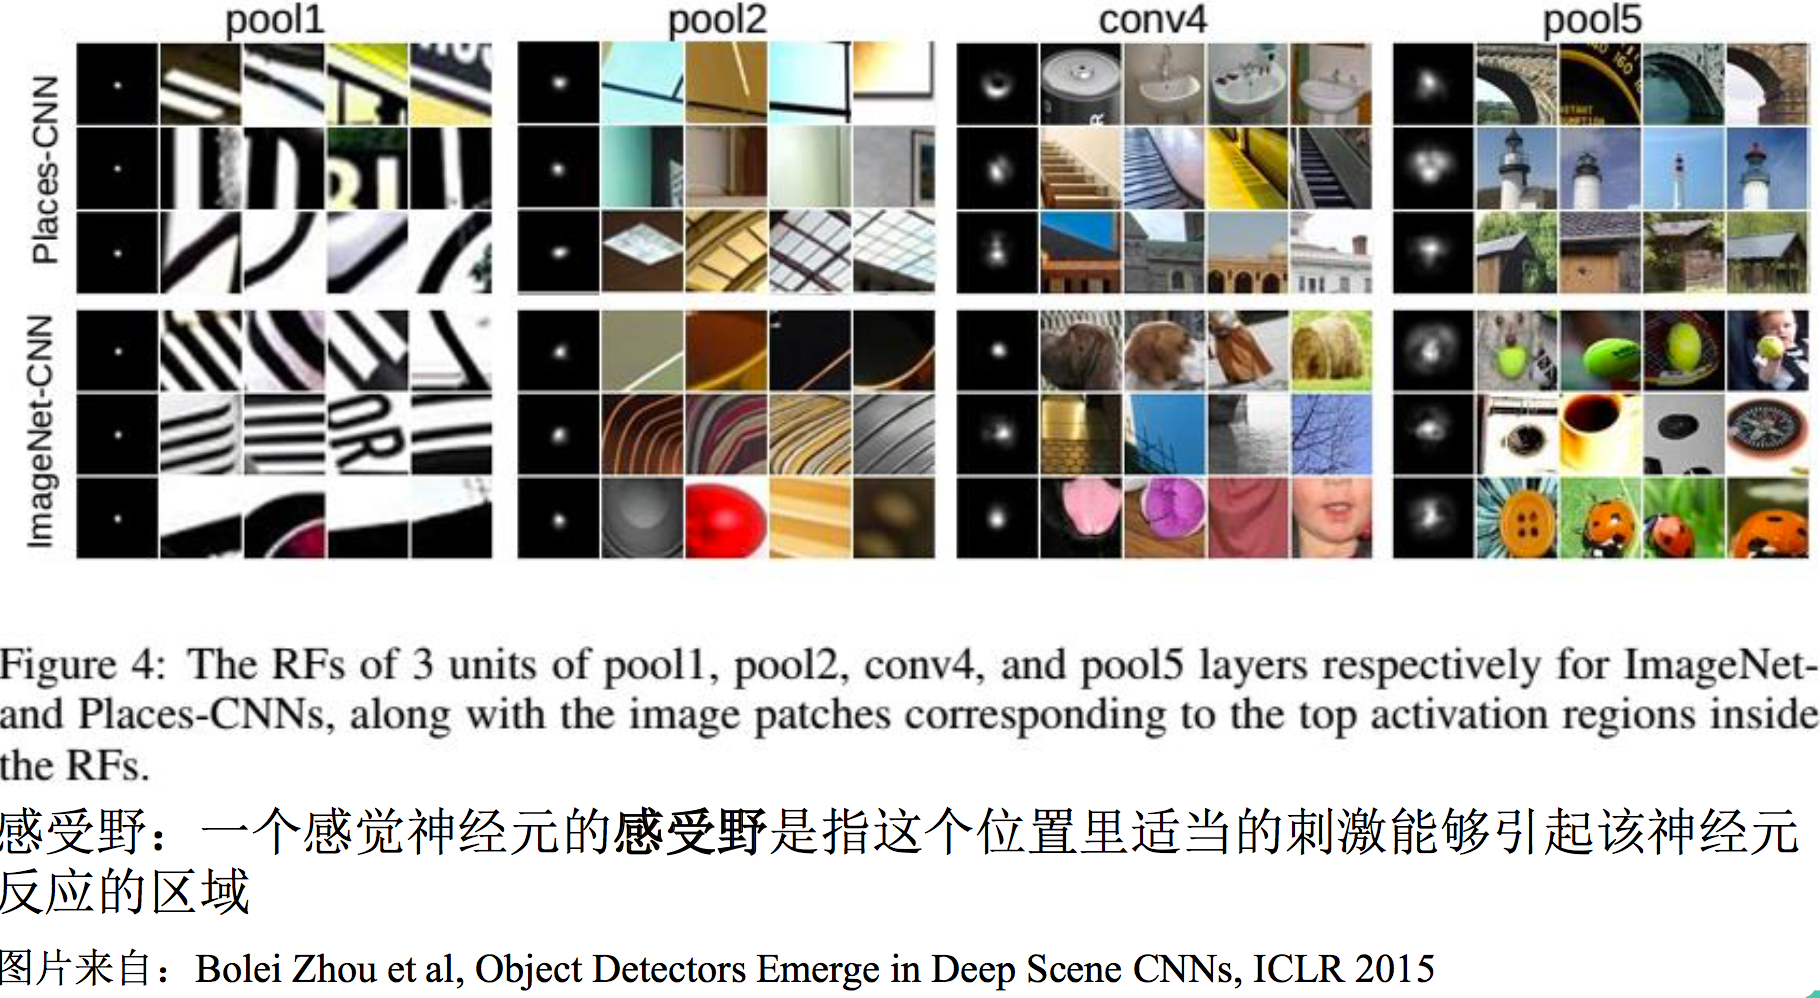 pool1 pool2 conv4 pool5
Places-CNN
ImageNet-CNN
OR
Figure 4: The RFs of 3 units of pool1, pool2, conv4, and pool5 layers respectively for ImageNet-
and Places-CNNs, along with the image patches corresponding to the top activation regions inside
the RFs.
感受野：一个感觉神经元的感受野是指这个位置里适当的刺激能够引起该神经元
反应的区域
图片来自：Bolei Zhou et al, Object Detectors Emerge in Deep Scene CNNs, ICLR 2015